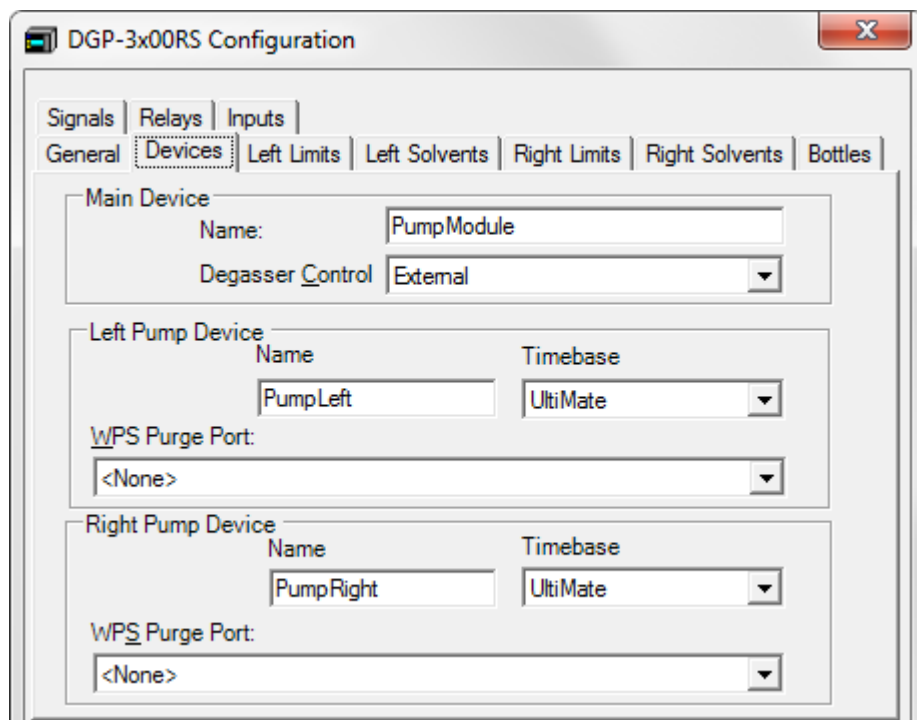 DGP-3x00RS Configuration
Signals Relays Inputs
General Devices Left Limits Left Solvents Right Limits Right Solvents Bottles
Main Device
Name: PumpModule
Degasser Control External
Left Pump Device
Name Timebase
PumpLeft UltiMate
WPS Purge Port:
<None>
Right Pump Device
Name Timebase
PumpRight UltiMate
WPS Purge Port:
<None>